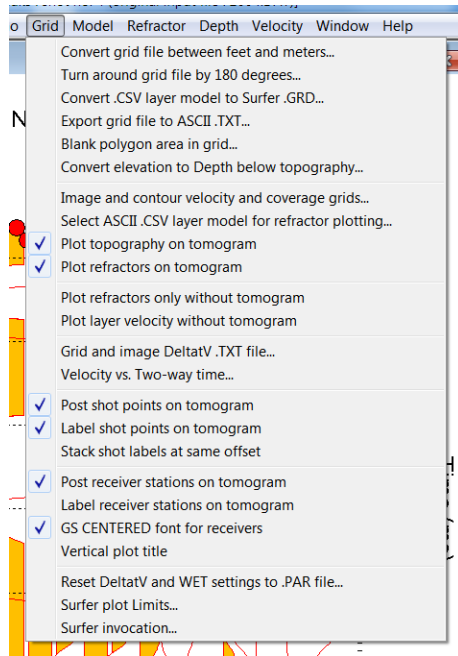 Grid Model Refractor Depth Velocity Window Help
Convert grid file between feet and meters...
Turn around grid file by 180 degrees...
Convert .CSV layer model to Surfer .GRD...
Export grid file to ASCII .TXT...
Blank polygon area in grid...
Convert elevation to Depth below topography...
Image and contour velocity and coverage grids...
Select ASCII .CSV layer model for refractor plotting...
Plot topography on tomogram
Plot refractors on tomogram
Plot refractors only without tomogram
Plot layer velocity without tomogram
Grid and image DeltatV .TXT file...
Velocity vs. Two-way time...
Post shot points on tomogram
Label shot points on tomogram
Stack shot labels at same offset
Post receiver stations on tomogram
Label receiver stations on tomogram
GS CENTERED font for receivers
Vertical plot title
Reset DeltatV and WET settings to .PAR file...
Surfer plot Limits...
Surfer invocation...